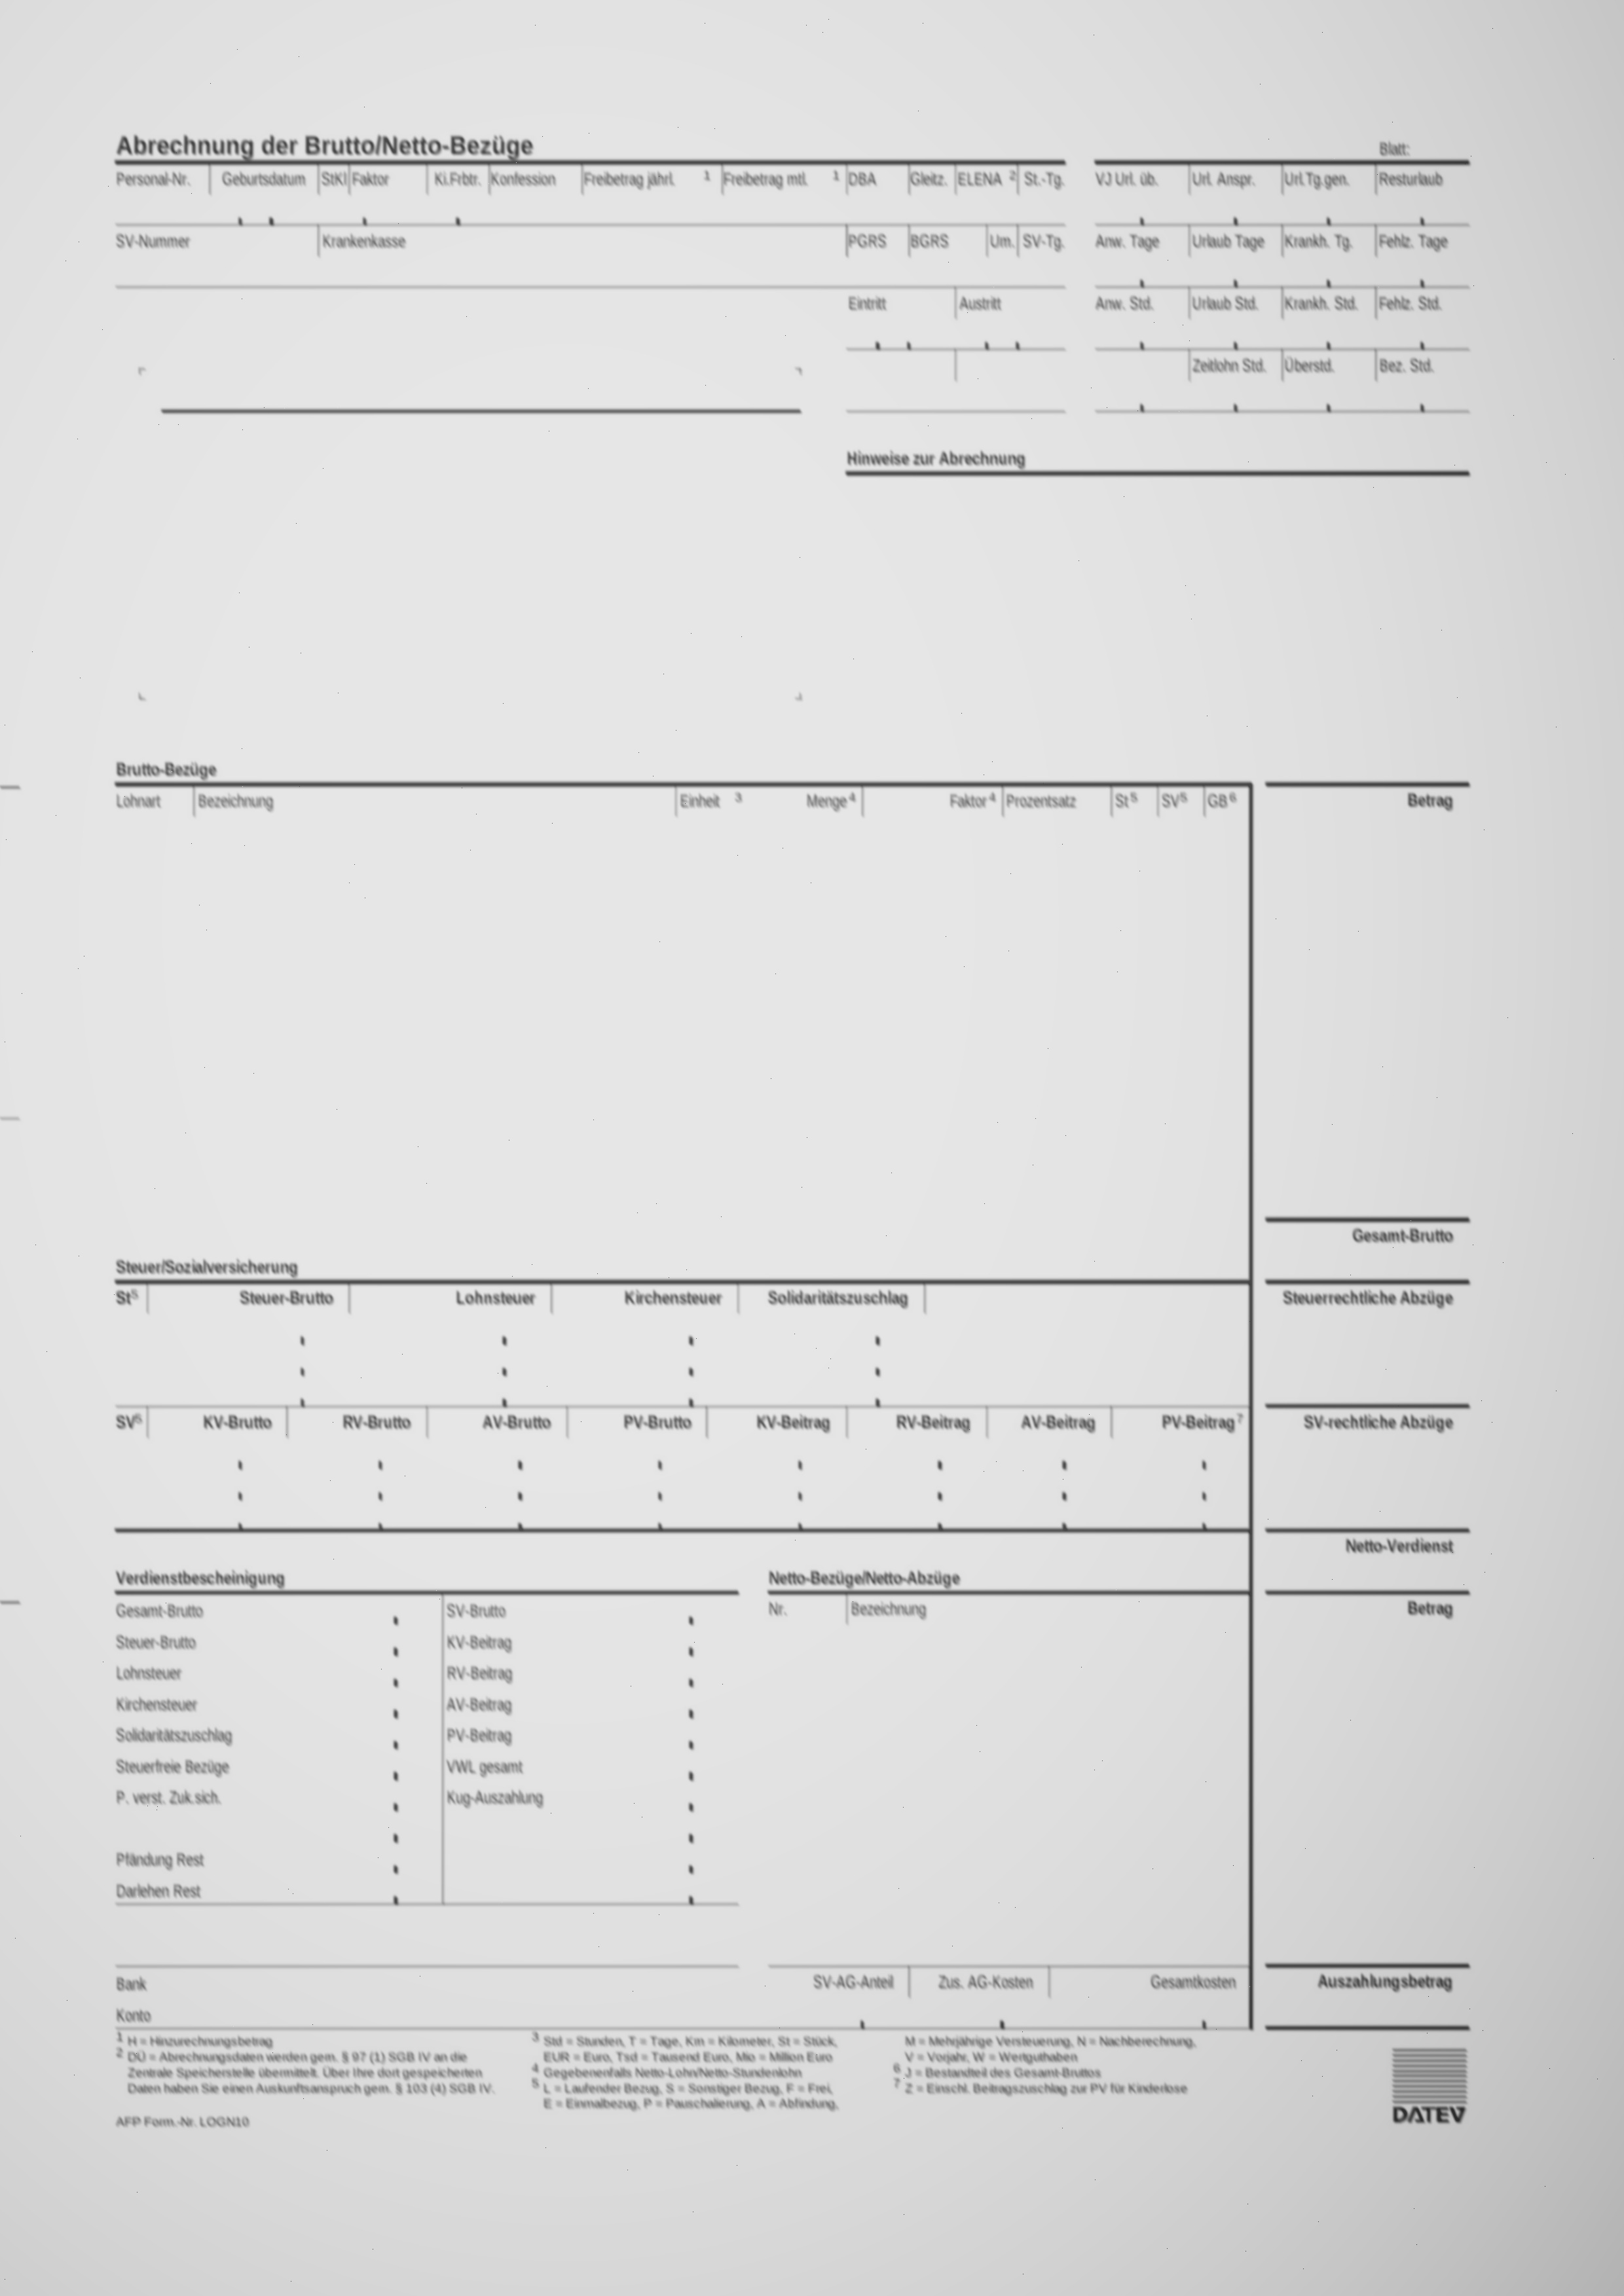 Abrechnung der Brutto/Netto-Bezüge
Blatt:
Personal-Nr. Geburtsdatum StKl Faktor Ki.Frbtr. Konfession Freibetrag jährl. 1 Freibetrag mtl. 1 DBA Gleitz. ELENA 2 St.-Tg. VJ Url. üb. Url. Anspr. Url.Tg.gen. Resturlaub
SV-Nummer Krankenkasse PGRS BGRS Um. SV-Tg. Anw. Tage Urlaub Tage Krankh. Tg. Fehlz. Tage
Eintritt Austritt Anw. Std. Urlaub Std. Krankh. Std. Fehlz. Std.
Zeitlohn Std. Überstd. Bez. Std.
Hinweise zur Abrechnung
Brutto-Bezüge
Lohnart Bezeichnung Einheit 3 Menge 4 Faktor 4 Prozentsatz St 5 SV 5 GB 6 Betrag
Gesamt-Brutto
Steuer/Sozialversicherung
St 5 Steuer-Brutto Lohnsteuer Kirchensteuer Solidaritätszuschlag Steuerrechtliche Abzüge
SV 5 KV-Brutto RV-Brutto AV-Brutto PV-Brutto KV-Beitrag RV-Beitrag AV-Beitrag PV-Beitrag 7 SV-rechtliche Abzüge
Netto-Verdienst
Verdienstbescheinigung Netto-Bezüge/Netto-Abzüge
Gesamt-Brutto SV-Brutto Nr. Bezeichnung Betrag
Steuer-Brutto KV-Beitrag
Lohnsteuer RV-Beitrag
Kirchensteuer AV-Beitrag
Solidaritätszuschlag PV-Beitrag
Steuerfreie Bezüge VWL gesamt
P. verst. Zuk.sich. Kug-Auszahlung
Pfändung Rest
Darlehen Rest
Bank SV-AG-Anteil Zus. AG-Kosten Gesamtkosten Auszahlungsbetrag
Konto
1 H = Hinzurechnungsbetrag
2 DÜ = Abrechnungsdaten werden gem. § 97 (1) SGB IV an die
Zentrale Speicherstelle übermittelt. Über Ihre dort gespeicherten
Daten haben Sie einen Auskunftsanspruch gem. § 103 (4) SGB IV.
3 Std = Stunden, T = Tage, Km = Kilometer, St = Stück,
EUR = Euro, Tsd = Tausend Euro, Mio = Million Euro
4 Gegebenenfalls Netto-Lohn/Netto-Stundenlohn
5 L = Laufender Bezug, S = Sonstiger Bezug, F = Frei,
E = Einmalbezug, P = Pauschalierung, A = Abfindung,
M = Mehrjährige Versteuerung, N = Nachberechnung,
V = Vorjahr, W = Wertguthaben
6 J = Bestandteil des Gesamt-Bruttos
7 Z = Einschl. Beitragszuschlag zur PV für Kinderlose
AFP Form.-Nr. LOGN10
DATEV